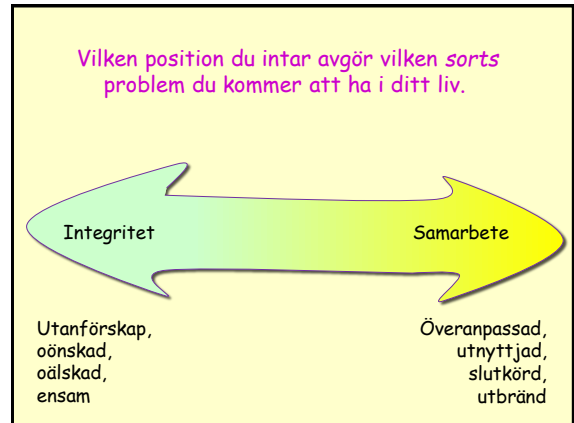 Vilken position du intar avgör vilken sorts
problem du kommer att ha i ditt liv.
Integritet
Samarbete
Utanförskap,
oönskad,
oälskad,
ensam
Överanpassad,
utnyttjad,
slutkörd,
utbränd